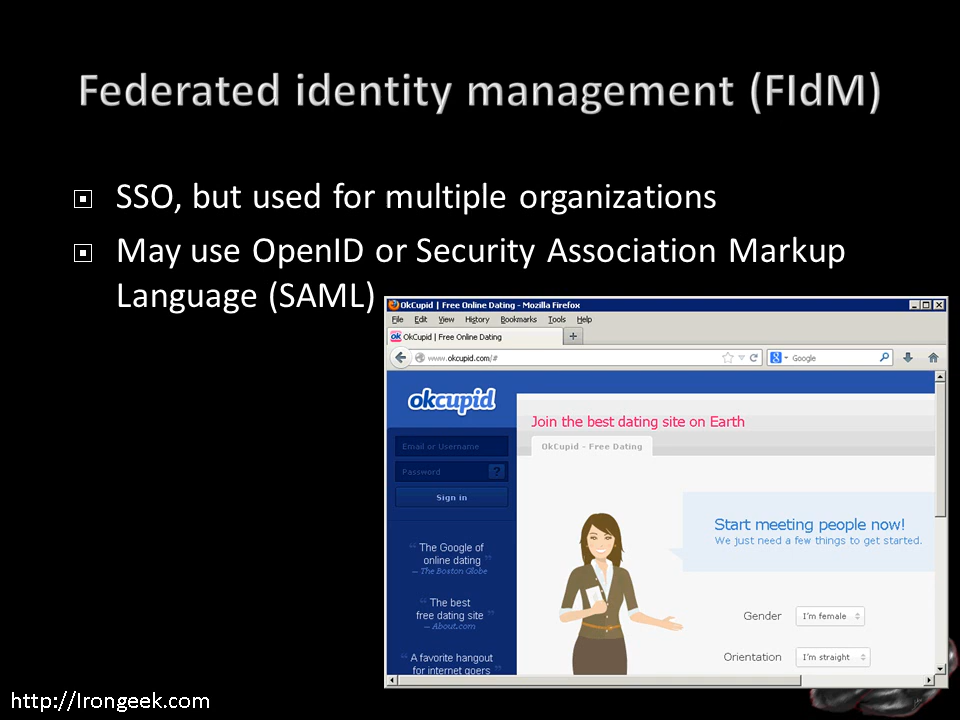 Federated identity management (FIdM)
SSO, but used for multiple organizations
May use OpenID or Security Association Markup
Language (SAML)
OkCupid | Free Online Dating - Mozilla Firefox
File Edit View History Bookmarks Tools Help
OK OkCupid | Free Online Dating +
www.okcupid.com/# 8 Google
okcupid
Email or Username
Password ?
Sign in
“ The Google of
online dating ”
— The Boston Globe
“ The best
free dating site ”
— About.com
“ A favorite hangout
for internet goers ”
Join the best dating site on Earth
OkCupid - Free Dating
Start meeting people now!
We just need a few things to get started.
Gender I'm female
Orientation I'm straight
http://Irongeek.com